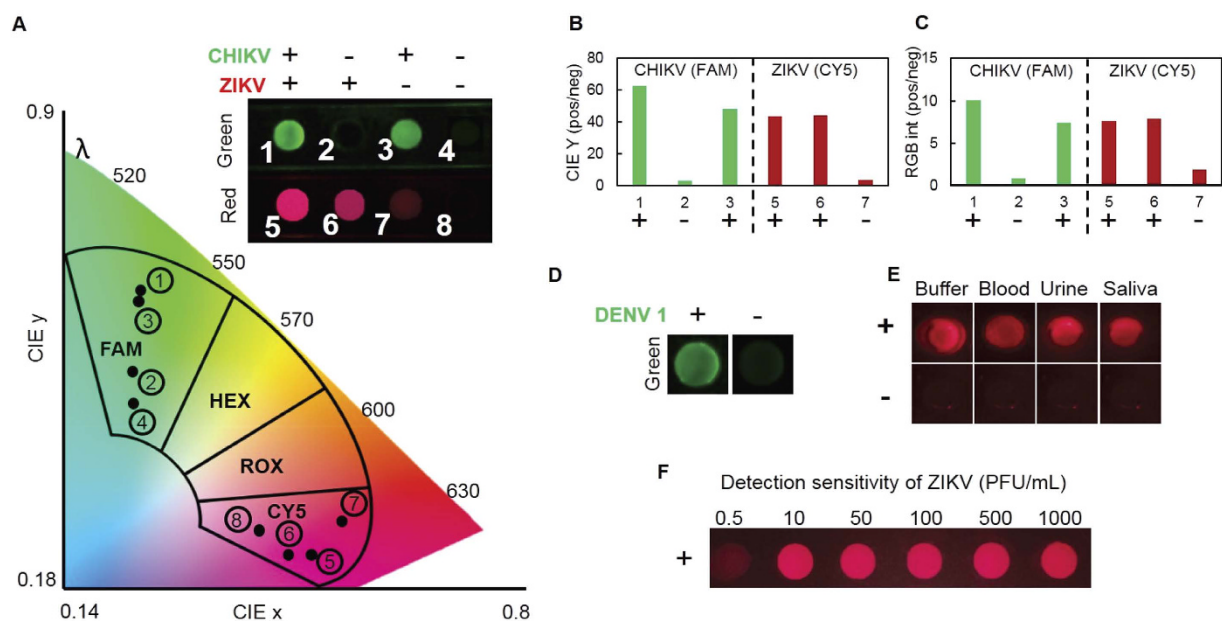 A
CHIKV + - + -
ZIKV + + - -
Green 1 2 3 4
Red 5 6 7 8
0.9
λ
520
550
570
600
630
1
3
FAM
2
4
HEX
ROX
CY5
7
8
6
5
CIE y
0.18
0.14
CIE x
0.8
B
CHIKV (FAM) ZIKV (CY5)
CIE Y (pos/neg)
80
60
40
20
0
1 2 3 5 6 7
+ - + + + -
C
CHIKV (FAM) ZIKV (CY5)
RGB int (pos/neg)
15
10
5
0
1 2 3 5 6 7
+ - + + + -
D
DENV 1 + -
Green
E
Buffer Blood Urine Saliva
+
-
F
Detection sensitivity of ZIKV (PFU/mL)
0.5 10 50 100 500 1000
+